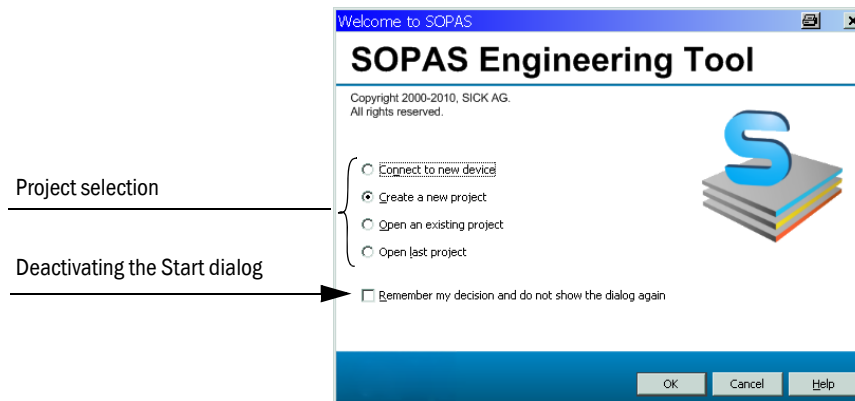 Welcome to SOPAS
SOPAS Engineering Tool
Copyright 2000-2010, SICK AG.
All rights reserved.
S
Project selection
Connect to new device
Create a new project
Open an existing project
Open last project
Deactivating the Start dialog
Remember my decision and do not show the dialog again
OK
Cancel
Help